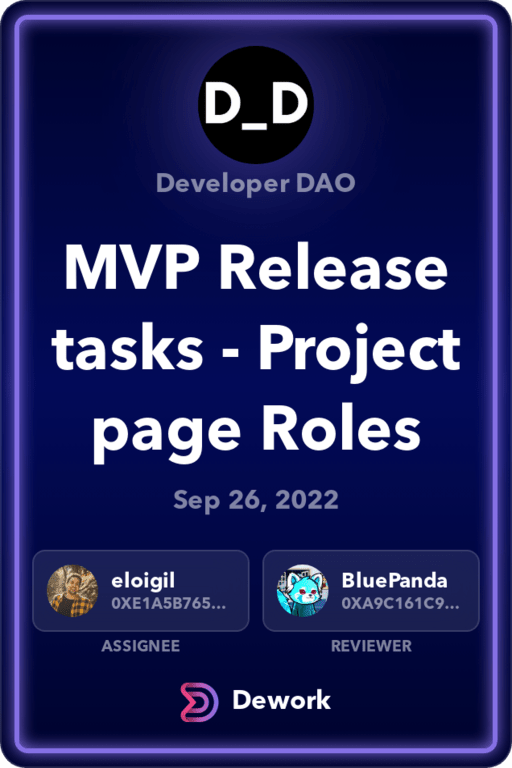 D_D
Developer DAO
MVP Release
tasks - Project
page Roles
Sep 26, 2022
eloigil
0XE1A5B765...
ASSIGNEE
BluePanda
0XA9C161C9...
REVIEWER
Dework